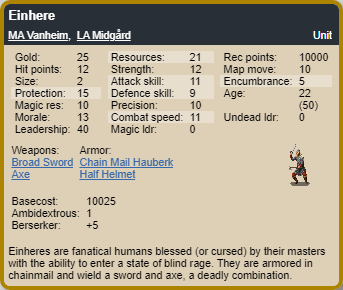 Einhere
MA Vanheim, LA Midgård Unit
Gold: 25 Resources: 21 Rec points: 10000
Hit points: 12 Strength: 12 Map move: 10
Size: 2 Attack skill: 11 Encumbrance: 5
Protection: 15 Defence skill: 9 Age: 22
Magic res: 10 Precision: 10 (50)
Morale: 13 Combat speed: 11 Undead ldr: 0
Leadership: 40 Magic ldr: 0
Weapons: Armor:
Broad Sword Chain Mail Hauberk
Axe Half Helmet
Basecost: 10025
Ambidextrous: 1
Berserker: +5
Einheres are fanatical humans blessed (or cursed) by their masters
with the ability to enter a state of blind rage. They are armored in
chainmail and wield a sword and axe, a deadly combination.